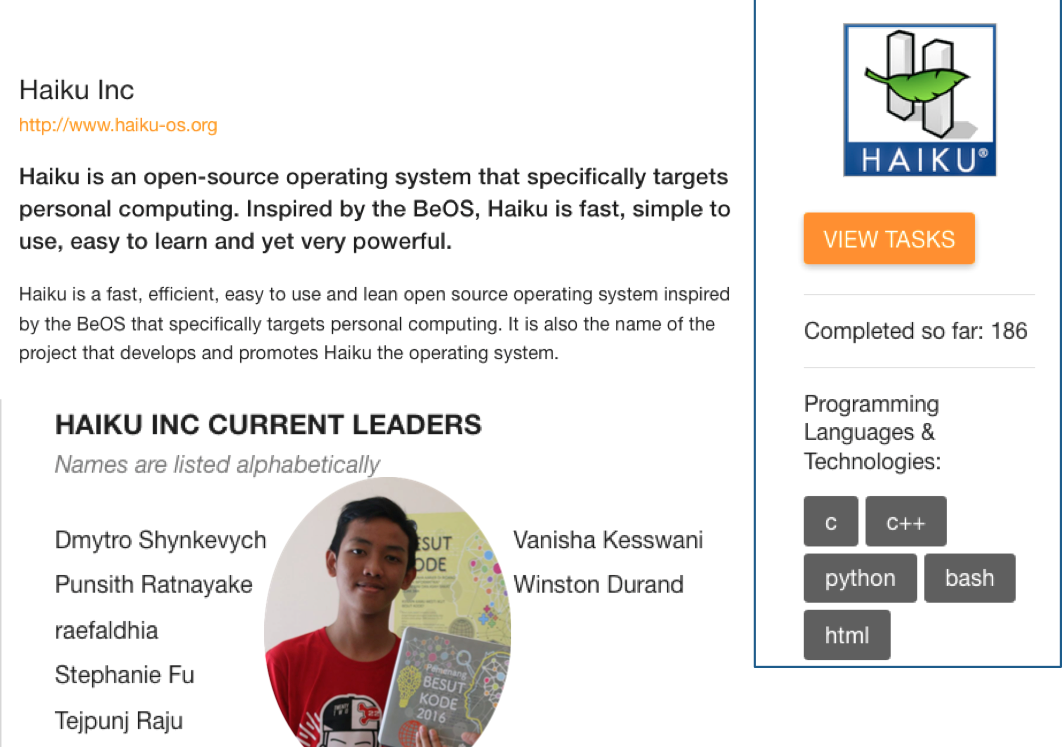 Haiku Inc
http://www.haiku-os.org
Haiku is an open-source operating system that specifically targets
personal computing. Inspired by the BeOS, Haiku is fast, simple to
use, easy to learn and yet very powerful.
Haiku is a fast, efficient, easy to use and lean open source operating system inspired
by the BeOS that specifically targets personal computing. It is also the name of the
project that develops and promotes Haiku the operating system.
HAIKU INC CURRENT LEADERS
Names are listed alphabetically
Dmytro Shynkevych
Punsith Ratnayake
raefaldhia
Stephanie Fu
Tejpunj Raju
Vanisha Kesswani
Winston Durand
ESUT
ODE
Pemenang
BESUT
KODE
2016
HAIKU®
VIEW TASKS
Completed so far: 186
Programming
Languages &
Technologies:
c
c++
python
bash
html